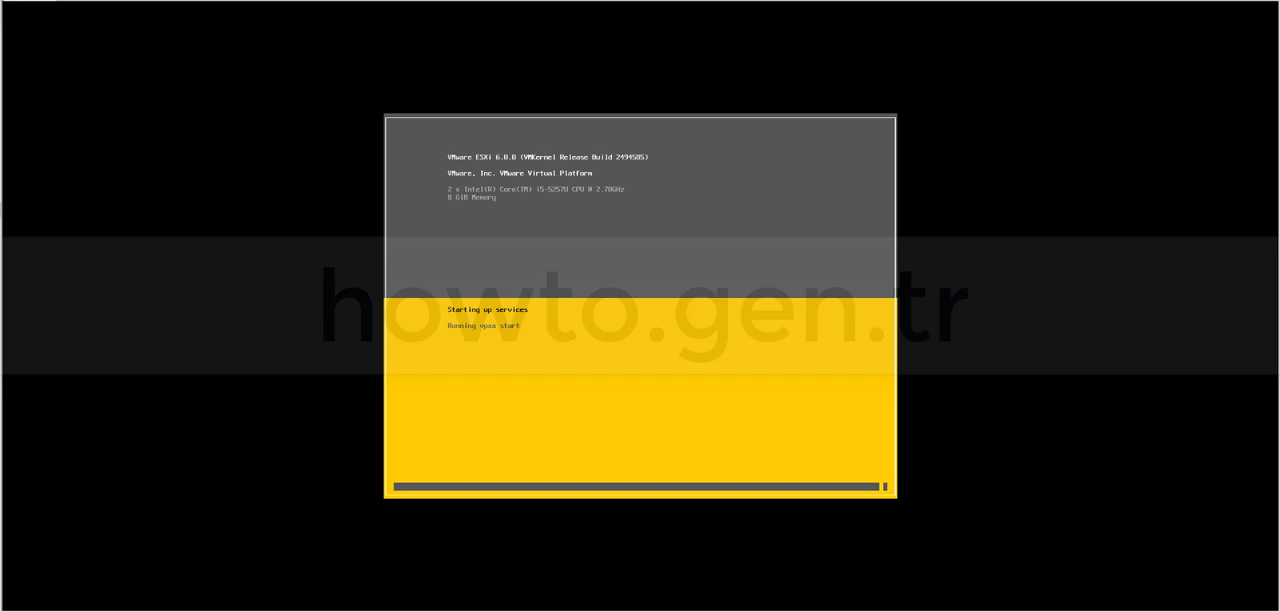 VMware ESXi 6.0.0 (VMKernel Release Build 2494585)
VMware, Inc. VMware Virtual Platform
2 x Intel(R) Core(TM) i5-5257U CPU @ 2.70GHz
8 GiB Memory
howto.gen.tr
Starting up services
Running vpxa start